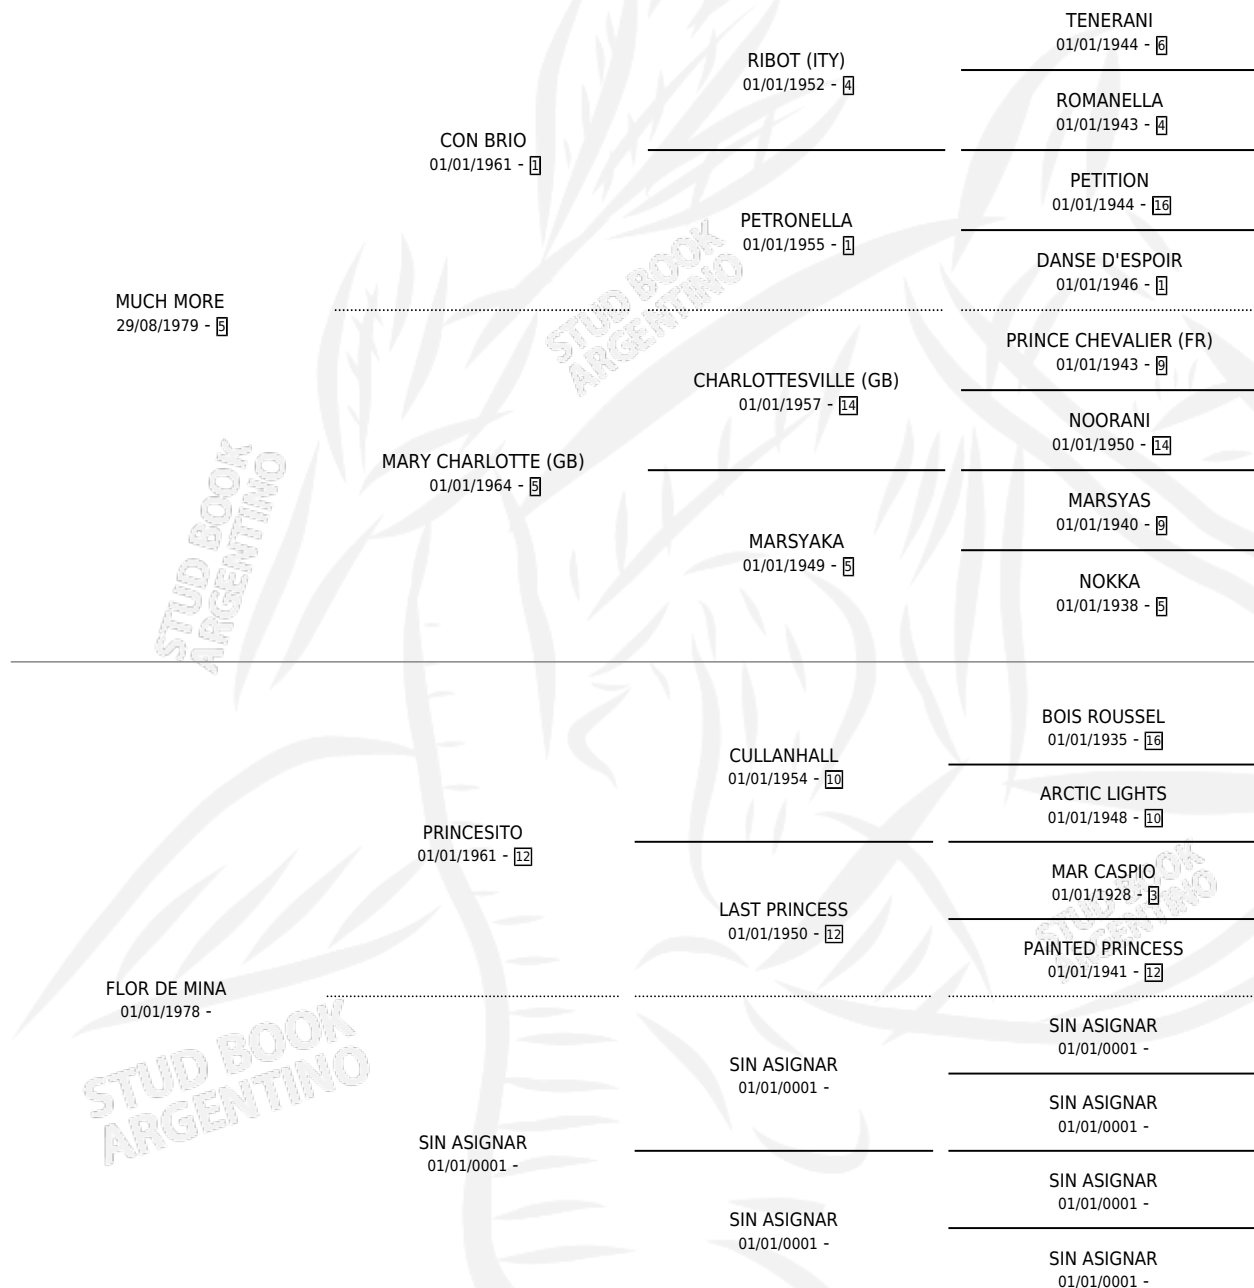 TENERANI
01/01/1944 - 6
RIBOT (ITY)
01/01/1952 - 4
ROMANELLA
01/01/1943 - 4
CON BRIO
01/01/1961 - 1
PETITION
01/01/1944 - 16
PETRONELLA
01/01/1955 - 1
DANSE D'ESPOIR
01/01/1946 - 1
MUCH MORE
29/08/1979 - 5
PRINCE CHEVALIER (FR)
01/01/1943 - 9
CHARLOTTESVILLE (GB)
01/01/1957 - 14
NOORANI
01/01/1950 - 14
MARY CHARLOTTE (GB)
01/01/1964 - 5
MARSYAS
01/01/1940 - 9
MARSYAKA
01/01/1949 - 5
NOKKA
01/01/1938 - 5
STUD BOOK
ARGENTINO
STUD BOOK
ARGENTINO
BOIS ROUSSEL
01/01/1935 - 16
CULLANHALL
01/01/1954 - 10
ARCTIC LIGHTS
01/01/1948 - 10
PRINCESITO
01/01/1961 - 12
MAR CASPIO
01/01/1928 - 3
LAST PRINCESS
01/01/1950 - 12
PAINTED PRINCESS
01/01/1941 - 12
STUD BOOK
ARGENTINO
FLOR DE MINA
01/01/1978 -
SIN ASIGNAR
01/01/0001 -
SIN ASIGNAR
01/01/0001 -
SIN ASIGNAR
01/01/0001 -
SIN ASIGNAR
01/01/0001 -
SIN ASIGNAR
01/01/0001 -
SIN ASIGNAR
01/01/0001 -
SIN ASIGNAR
01/01/0001 -
STUD BOOK
ARGENTINO